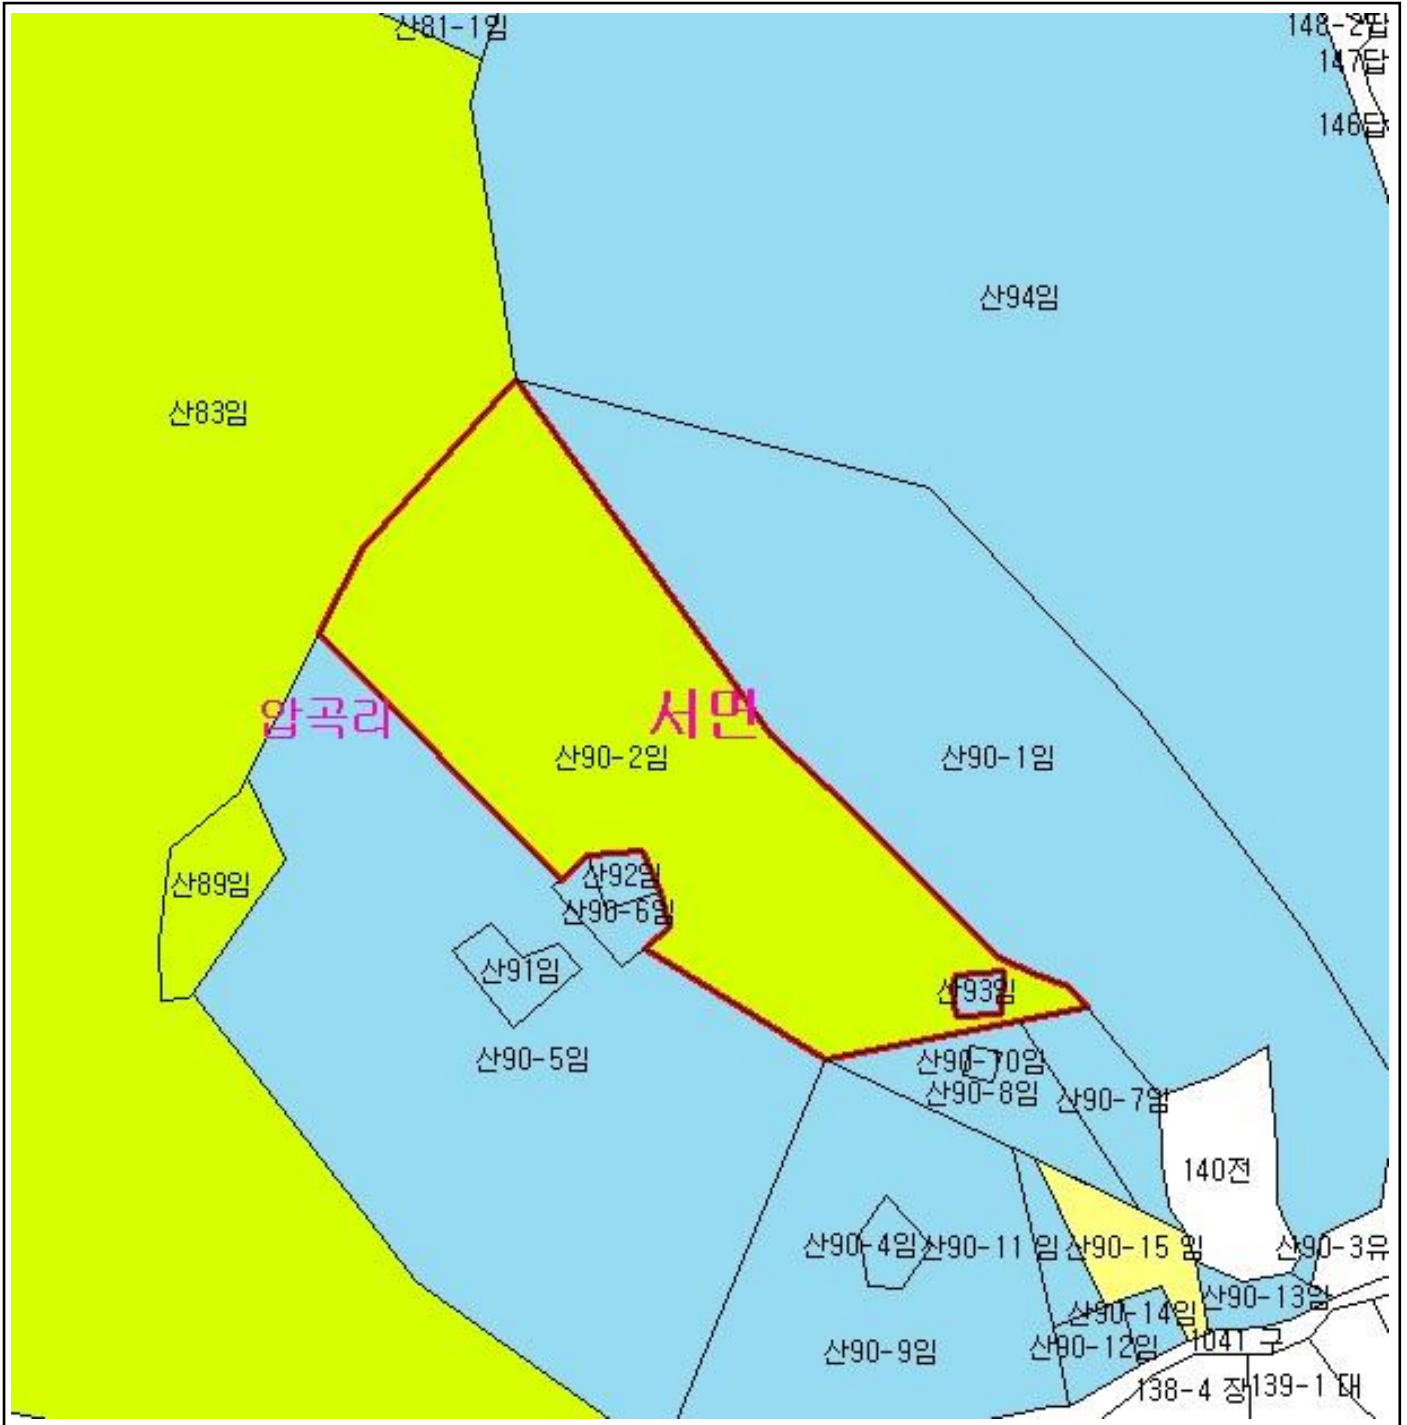 산81-1임
148-2답
147답
146답
산94임
산83임
압곡리
서면
산90-2임
산90-1임
산92임
산89임
산90-6임
산91임
산93임
산90-5임
산90-70임
산90-8임
산90-7임
140전
산90-4임
산90-11 임
산90-15 임
산90-3유
산90-13임
산90-14임
산90-9임
산90-12임
1041 구
138-4 장
139-1 대